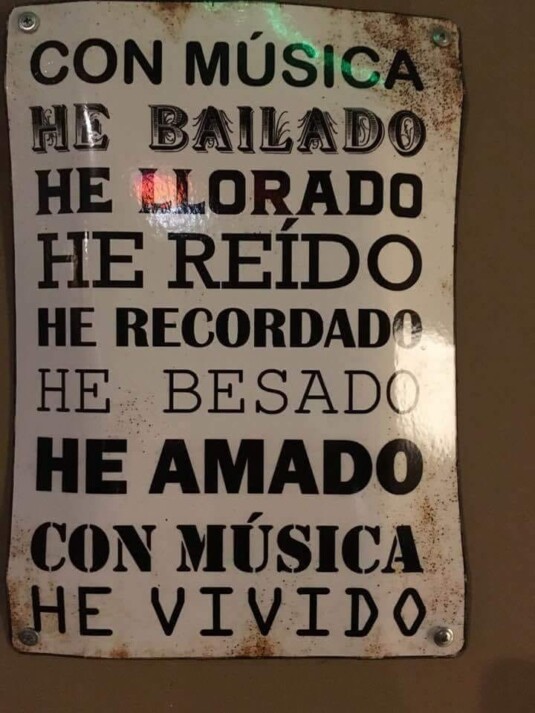 CON MÚSICA
HE BAILADO
HE LLORADO
HE REÍDO
HE RECORDADO
HE BESADO
HE AMADO
CON MÚSICA
HE VIVIDO